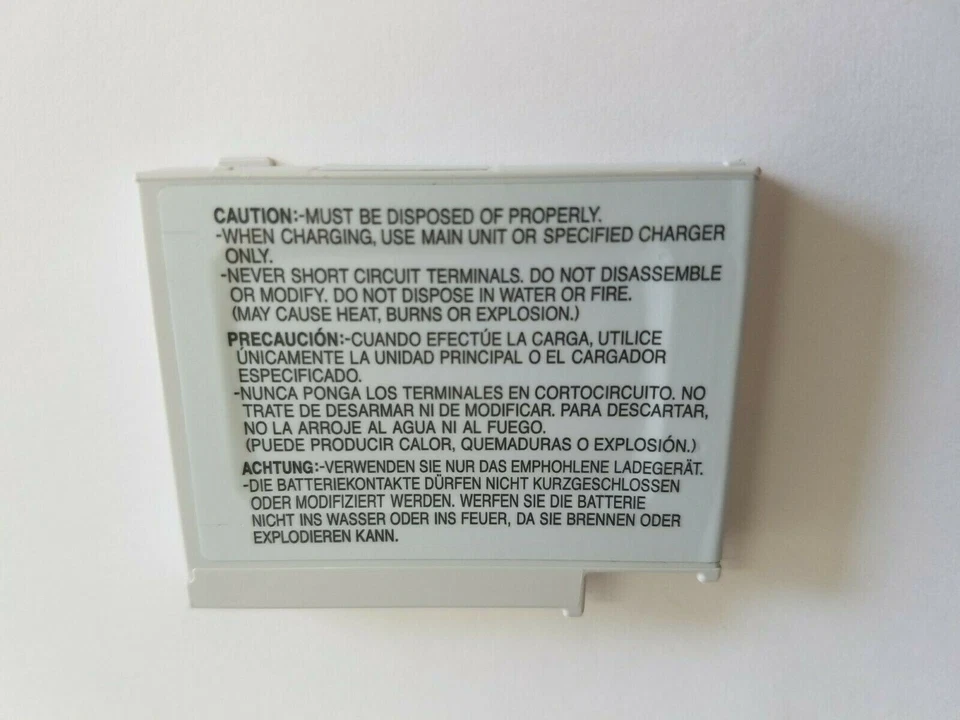 CAUTION:-MUST BE DISPOSED OF PROPERLY.
-WHEN CHARGING, USE MAIN UNIT OR SPECIFIED CHARGER
ONLY.
-NEVER SHORT CIRCUIT TERMINALS. DO NOT DISASSEMBLE
OR MODIFY. DO NOT DISPOSE IN WATER OR FIRE.
(MAY CAUSE HEAT, BURNS OR EXPLOSION.)
PRECAUCIÓN:-CUANDO EFECTÚE LA CARGA, UTILICE
ÚNICAMENTE LA UNIDAD PRINCIPAL O EL CARGADOR
ESPECIFICADO.
-NUNCA PONGA LOS TERMINALES EN CORTOCIRCUITO. NO
TRATE DE DESARMAR NI DE MODIFICAR. PARA DESCARTAR,
NO LA ARROJE AL AGUA NI AL FUEGO.
(PUEDE PRODUCIR CALOR, QUEMADURAS O EXPLOSIÓN.)
ACHTUNG:-VERWENDEN SIE NUR DAS EMPHOHLENE LADEGERÄT.
-DIE BATTERIEKONTAKTE DÜRFEN NICHT KURZGESCHLOSSEN
ODER MODIFIZIERT WERDEN. WERFEN SIE DIE BATTERIE
NICHT INS WASSER ODER INS FEUER, DA SIE BRENNEN ODER
EXPLODIEREN KANN.